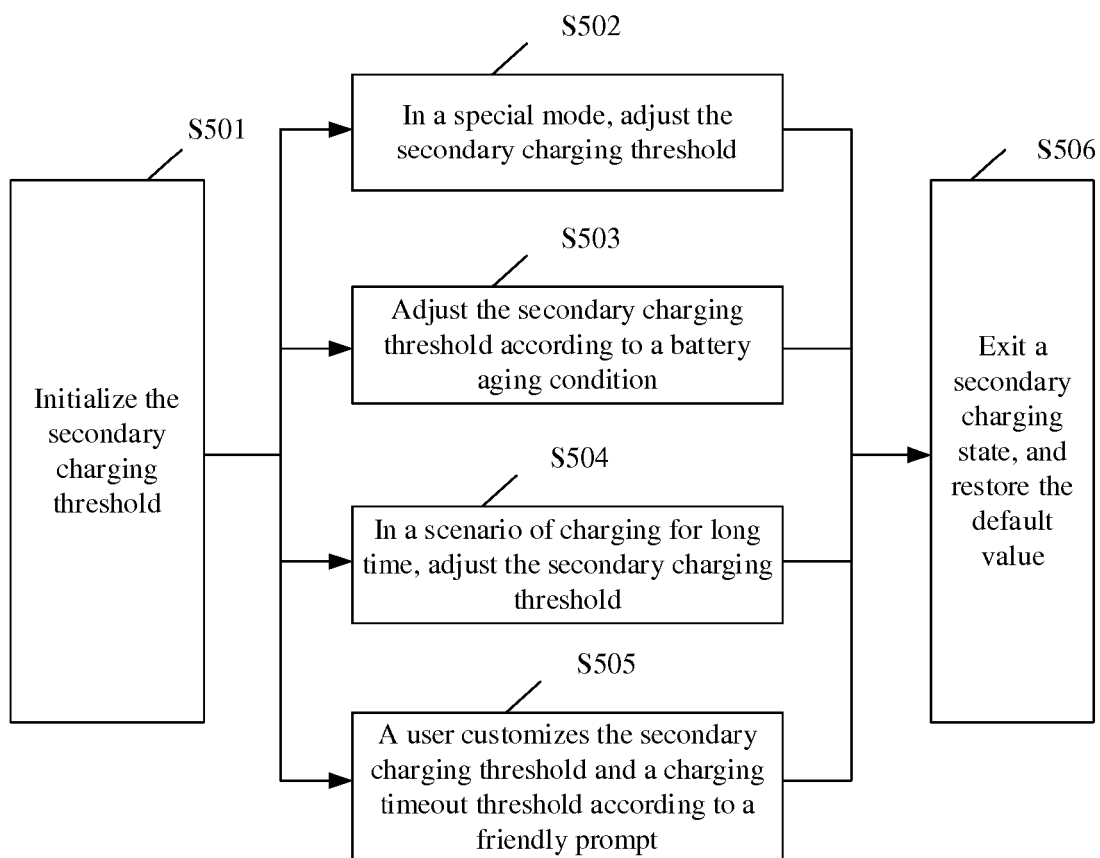 S501
Initialize the
secondary
charging
threshold
S502
In a special mode, adjust the
secondary charging threshold
S503
Adjust the secondary charging
threshold according to a battery
aging condition
S504
In a scenario of charging for long
time, adjust the secondary charging
threshold
S505
A user customizes the secondary
charging threshold and a charging
timeout threshold according to a
friendly prompt
S506
Exit a
secondary
charging
state, and
restore the
default
value